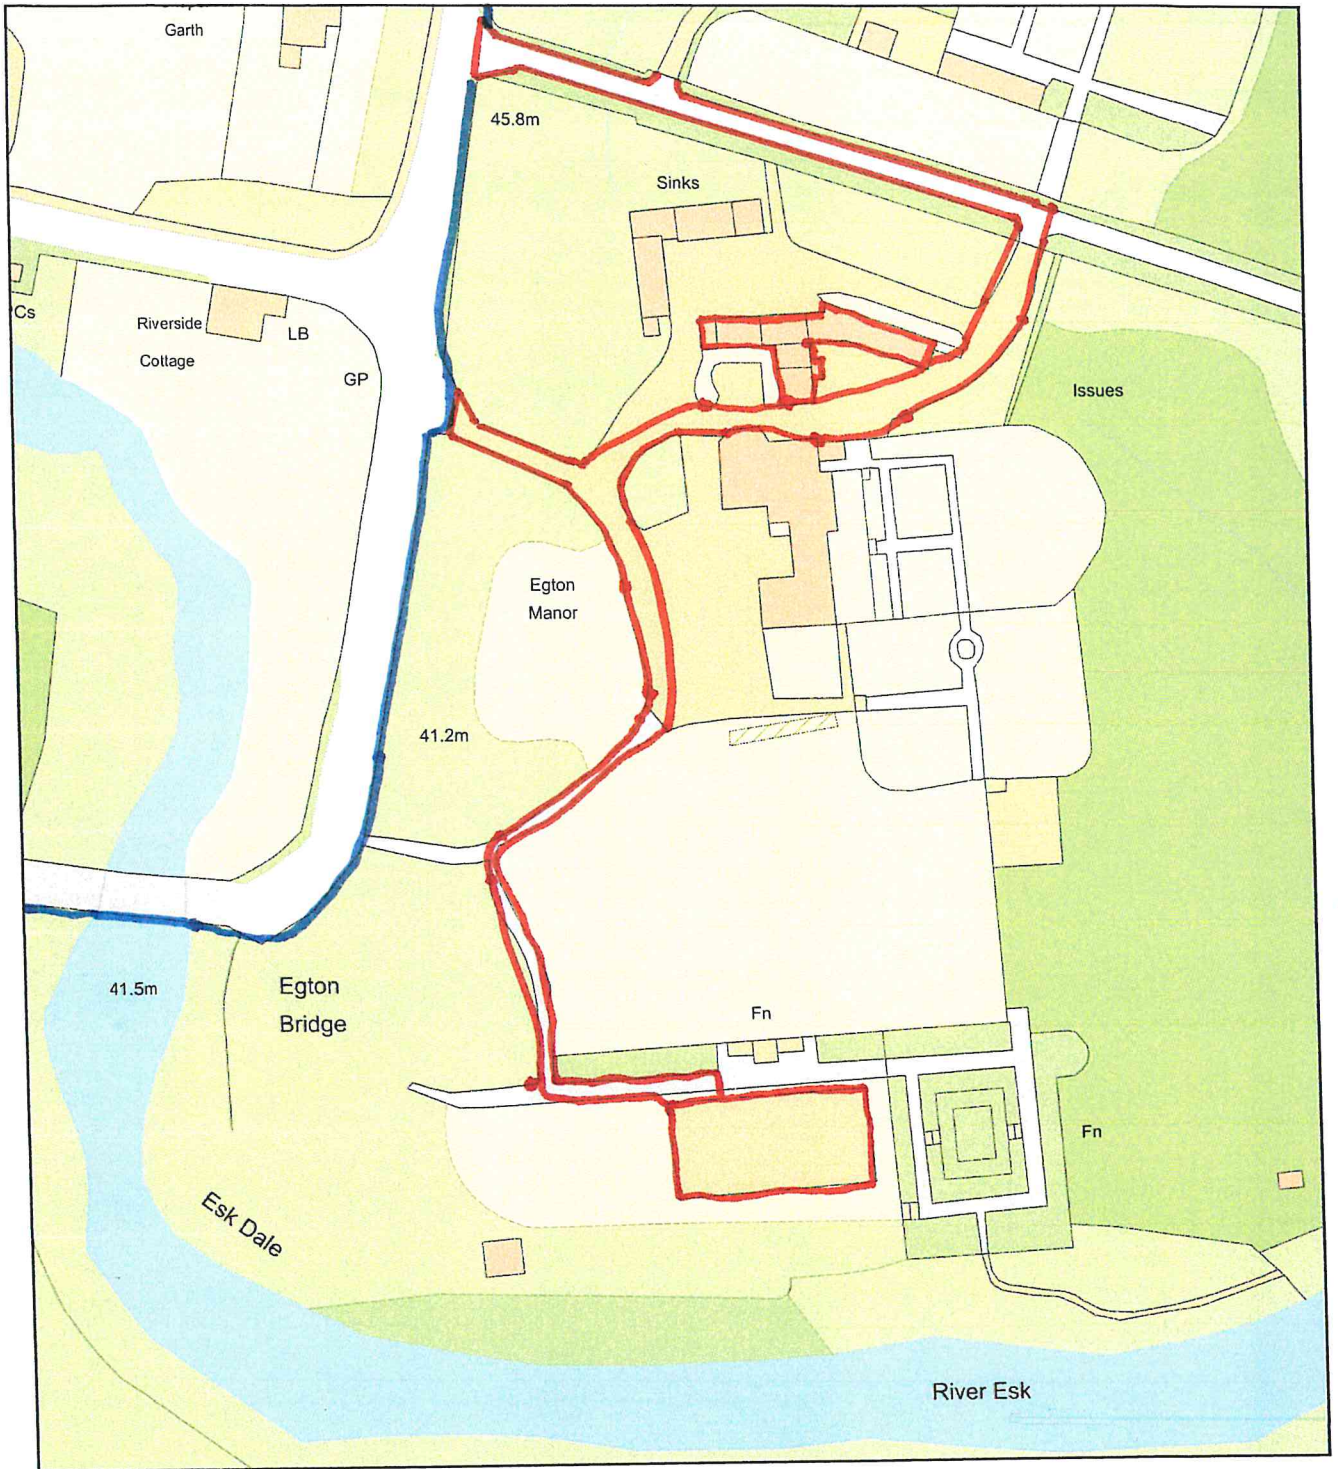 Garth
45.8m
Sinks
Cs
Riverside
Cottage
LB
GP
Issues
Egton
Manor
41.2m
41.5m
Egton
Bridge
Fn
Fn
Esk Dale
River Esk